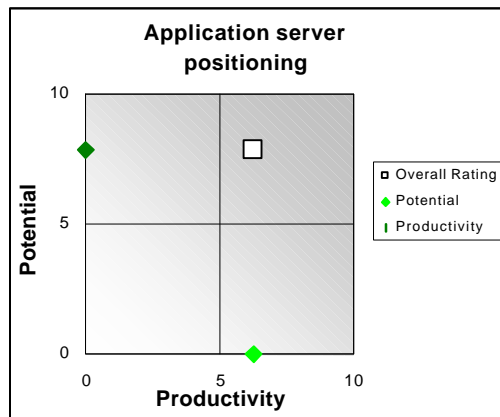 Application server
positioning
10
5
0
0 5 10
Potential
Productivity
Overall Rating
Potential
Productivity